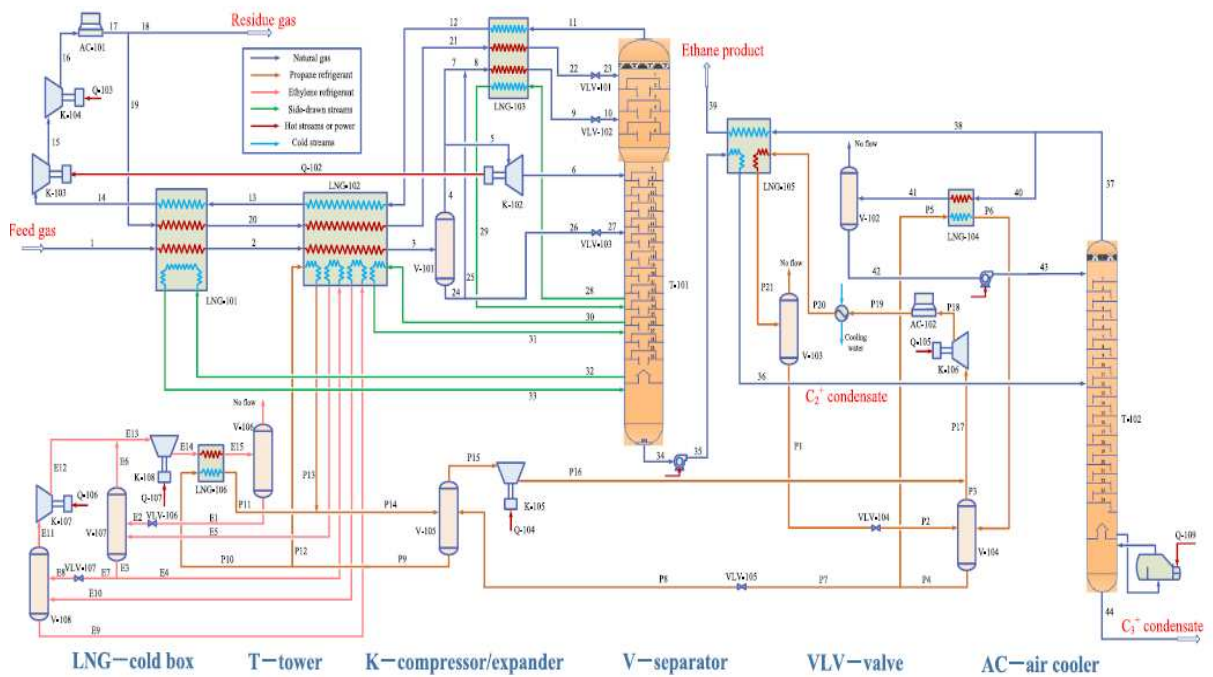 Residue gas
17
18
AC-101
16
Q-103
K-104
19
15
K-103
Natural gas
Propane refrigerant
Ethylene refrigerant
Side-drawn streams
Hot streams or power
Cold streams
12
11
21
7
8
22
23
VLV-101
9
10
VLV-102
LNG-103
5
6
K-102
Q-102
4
29
LNG-102
14
13
20
Feed gas
1
2
3
V-101
24
25
26
27
VLV-103
LNG-101
28
30
31
32
33
T-101
34
35
Ethane product
39
38
LNG-105
No flow
41
40
V-102
P5
P6
LNG-104
37
42
43
No flow
P21
P20
P19
P18
AC-102
Cooling
water
Q-105
K-106
V-103
36
C₂⁺ condensate
P17
T-102
P1
VLV-104
P2
P3
V-104
P4
P7
VLV-105
P8
Q-109
44
C₃⁺ condensate
No flow
V-106
E13
E14
E15
E12
E6
K-108
Q-106
Q-107
LNG-106
K-107
E11
E2
VLV-106
E1
V-107
E5
P11
P13
P14
P12
P15
P16
K-105
Q-104
V-105
P10
P9
E8
VLV-107
E7
E3
E4
E10
V-108
E9
LNG—cold box
T—tower
K—compressor/expander
V—separator
VLV—valve
AC—air cooler